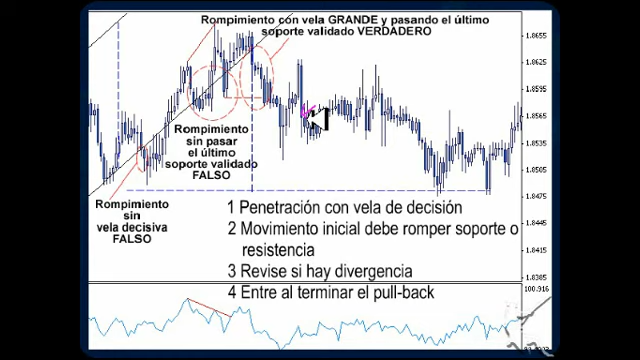 Rompimiento con vela GRANDE y pasando el último
soporte validado VERDADERO
1.8655
1.8625
1.8595
1.8565
1.8505
1.8475
1.8445
1.8415
1.8385
Rompimiento
sin pasar
el último
soporte validado
FALSO
Rompimiento
sin
vela decisiva
FALSO
1 Penetración con vela de decisión
2 Movimiento inicial debe romper soporte o
resistencia
3 Revise si hay divergencia
4 Entre al terminar el pull-back
100.916